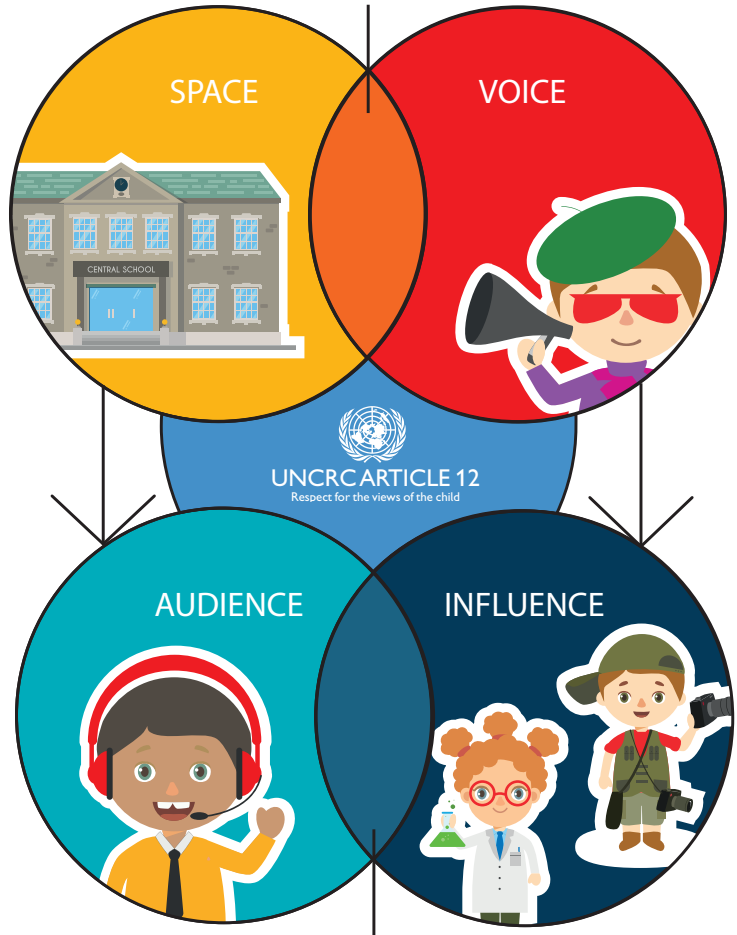 SPACE
VOICE
CENTRAL SCHOOL
UNCRC ARTICLE 12
Respect for the views of the child
AUDIENCE
INFLUENCE